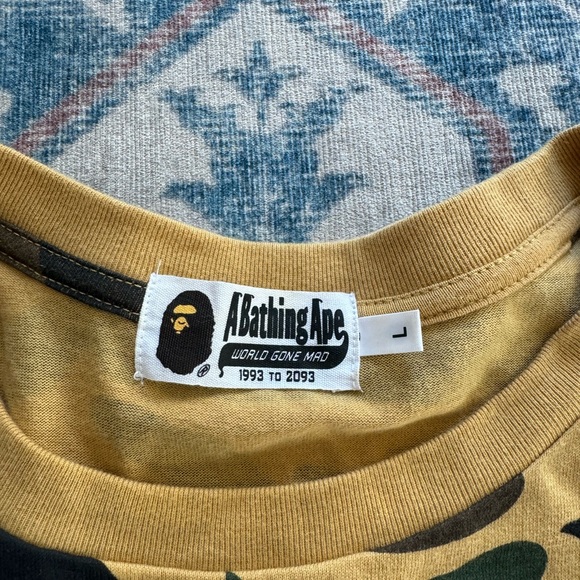 A Bathing Ape
WORLD GONE MAD
1993 TO 2093
L